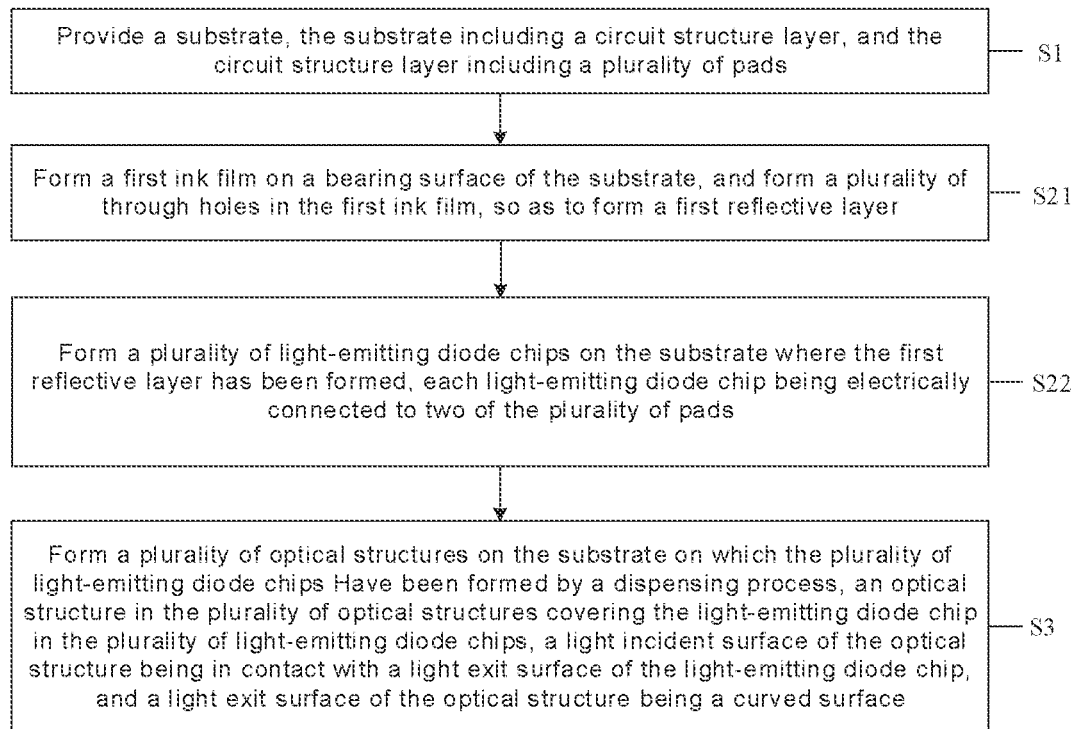 Provide a substrate, the substrate including a circuit structure layer, and the
circuit structure layer including a plurality of pads
S1
Form a first ink film on a bearing surface of the substrate, and form a plurality of
through holes in the first ink film, so as to form a first reflective layer
S21
Form a plurality of light-emitting diode chips on the substrate where the first
reflective layer has been formed, each light-emitting diode chip being electrically
connected to two of the plurality of pads
S22
Form a plurality of optical structures on the substrate on which the plurality of
light-emitting diode chips Have been formed by a dispensing process, an optical
structure in the plurality of optical structures covering the light-emitting diode chip
in the plurality of light-emitting diode chips, a light incident surface of the optical
structure being in contact with a light exit surface of the light-emitting diode chip,
and a light exit surface of the optical structure being a curved surface
S3